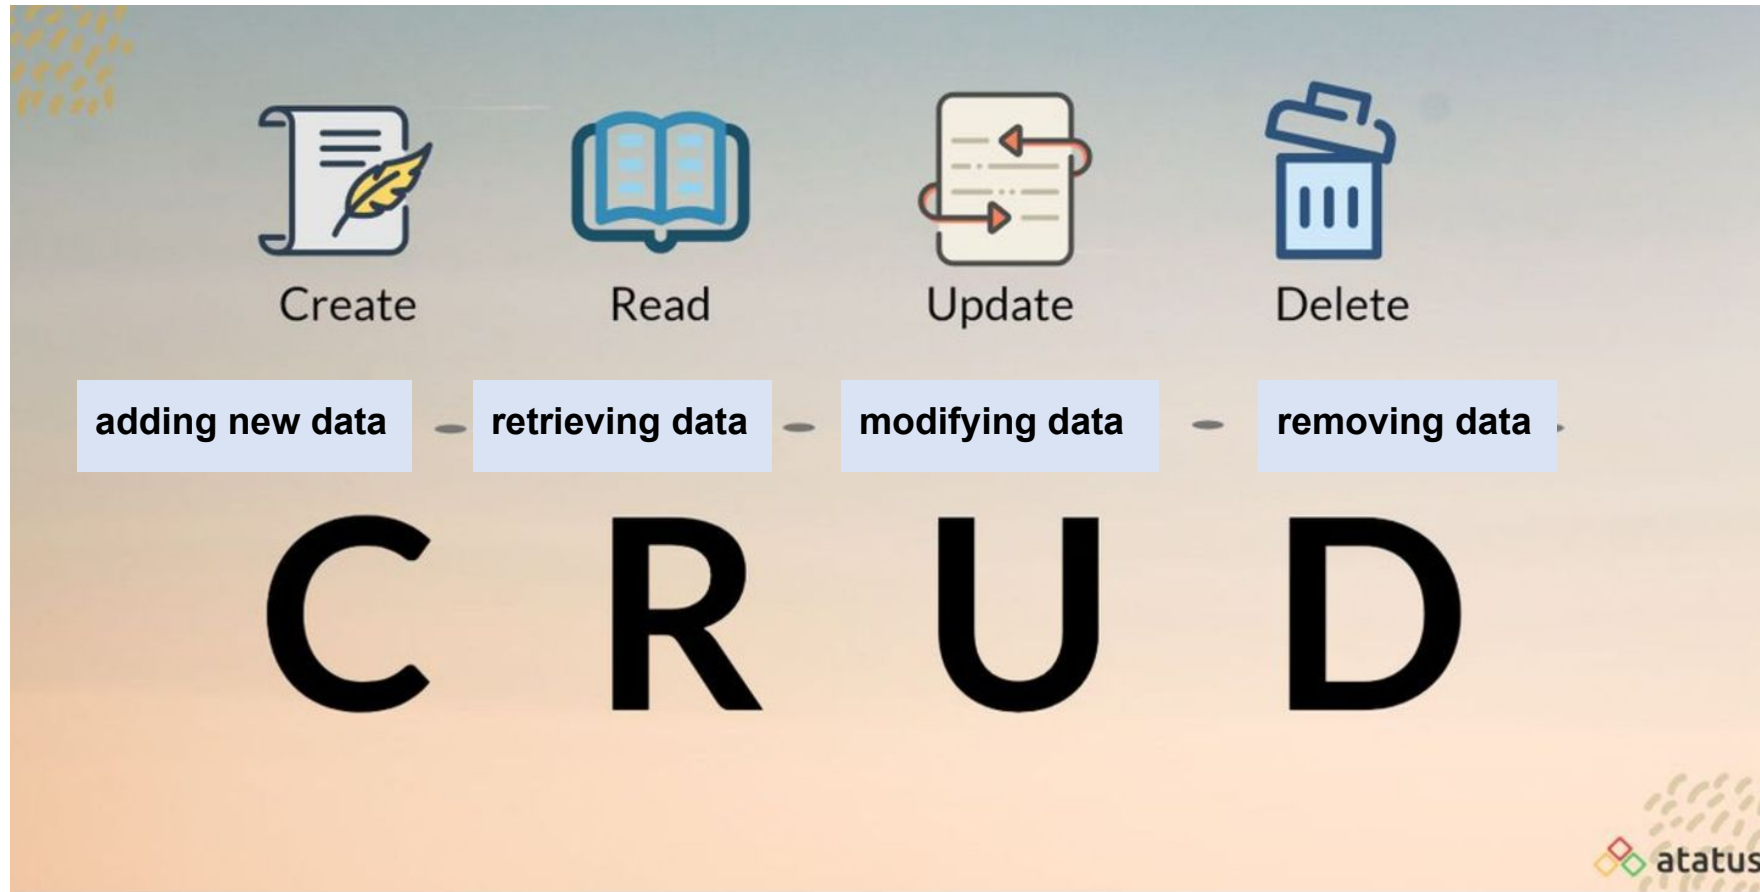 Create Read Update Delete
adding new data retrieving data modifying data removing data
C R U D
atatus